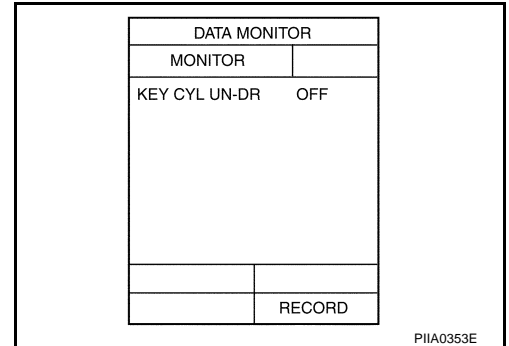 DATA MONITOR
MONITOR
KEY CYL UN-DR OFF
RECORD
PIIA0353E